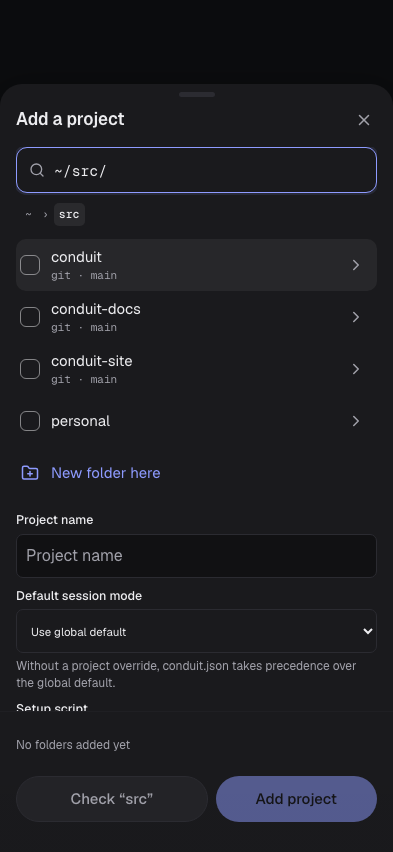 Add a project
~/src/
~ › src
conduit
git · main
conduit-docs
git · main
conduit-site
git · main
personal
New folder here
Project name
Project name
Default session mode
Use global default
Without a project override, conduit.json takes precedence over
the global default.
Setup script
No folders added yet
Check “src”
Add project